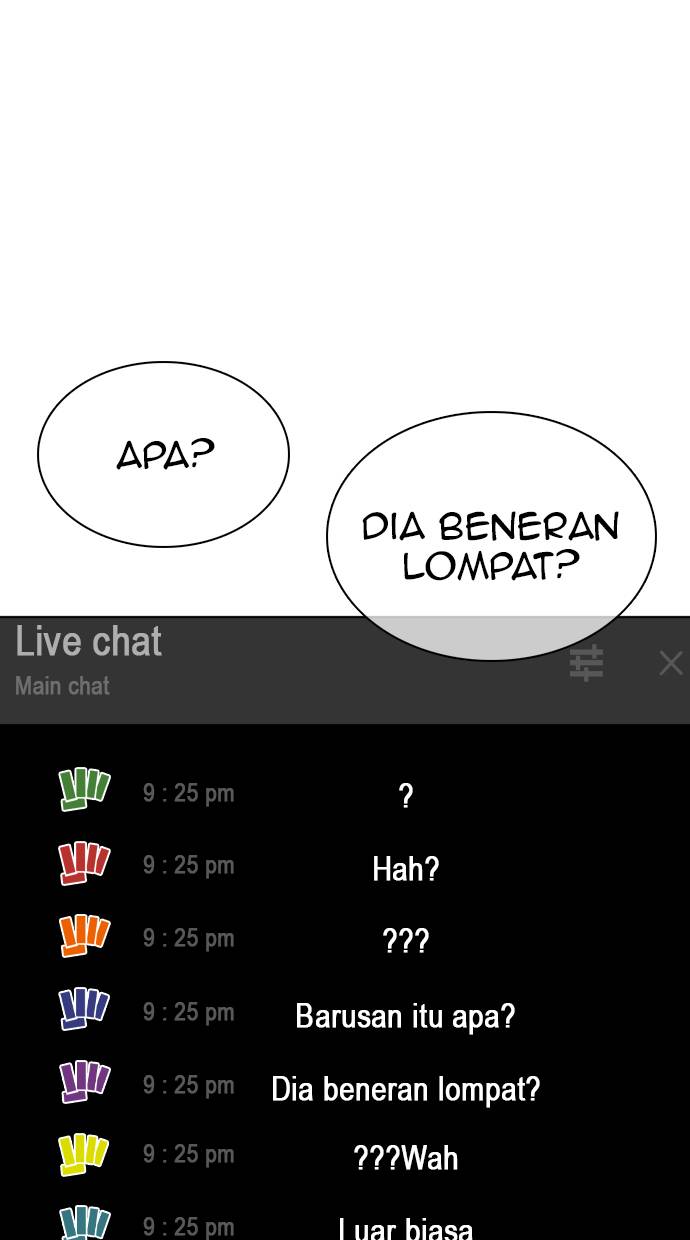 APA?
DIA BENERAN
LOMPAT?
Live chat
Main chat
9 : 25 pm ?
9 : 25 pm Hah?
9 : 25 pm ???
9 : 25 pm Barusan itu apa?
9 : 25 pm Dia beneran lompat?
9 : 25 pm ???Wah
9 : 25 pm Luar biasa